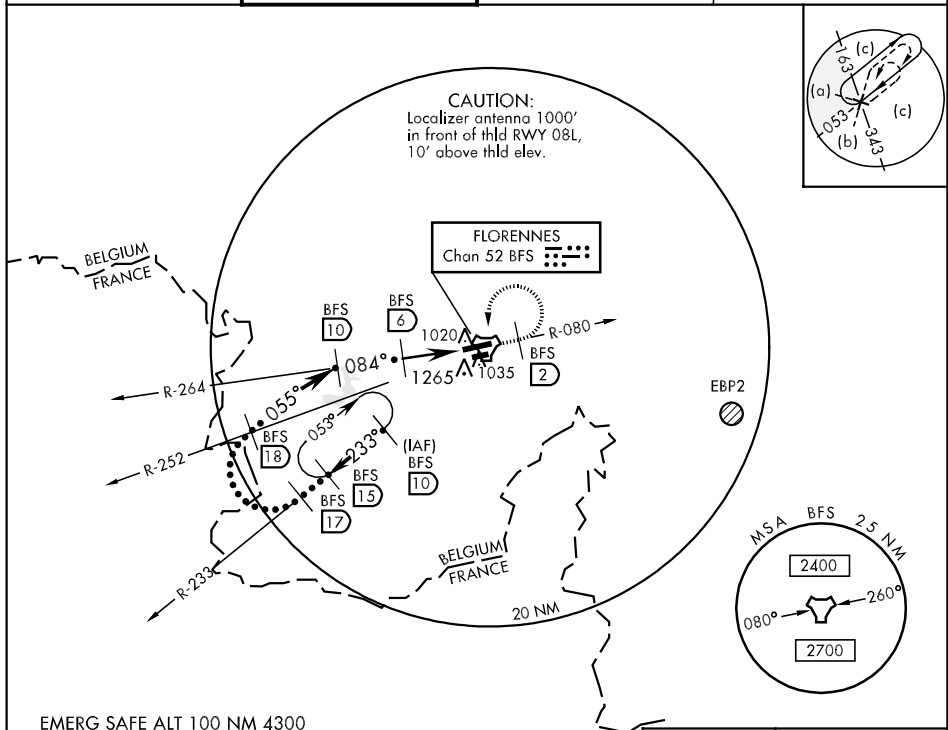 CAUTION:
Localizer antenna 1000'
in front of thld RWY 08L,
10' above thld elev.
163
(c)
(a)
(c)
053
(b)
343
FLORENNES
Chan 52 BFS
BELGIUM
FRANCE
BFS
10
BFS
6
1020
R-080
084°
1265
1035
BFS
2
R-264
055°
EBP2
053°
BFS
18
233°
(IAF)
BFS
10
R-252
BFS
15
BFS
17
R-233
BELGIUM
FRANCE
20 NM
MSA BFS 25 NM
2400
080°
260°
2700
EMERG SAFE ALT 100 NM 4300